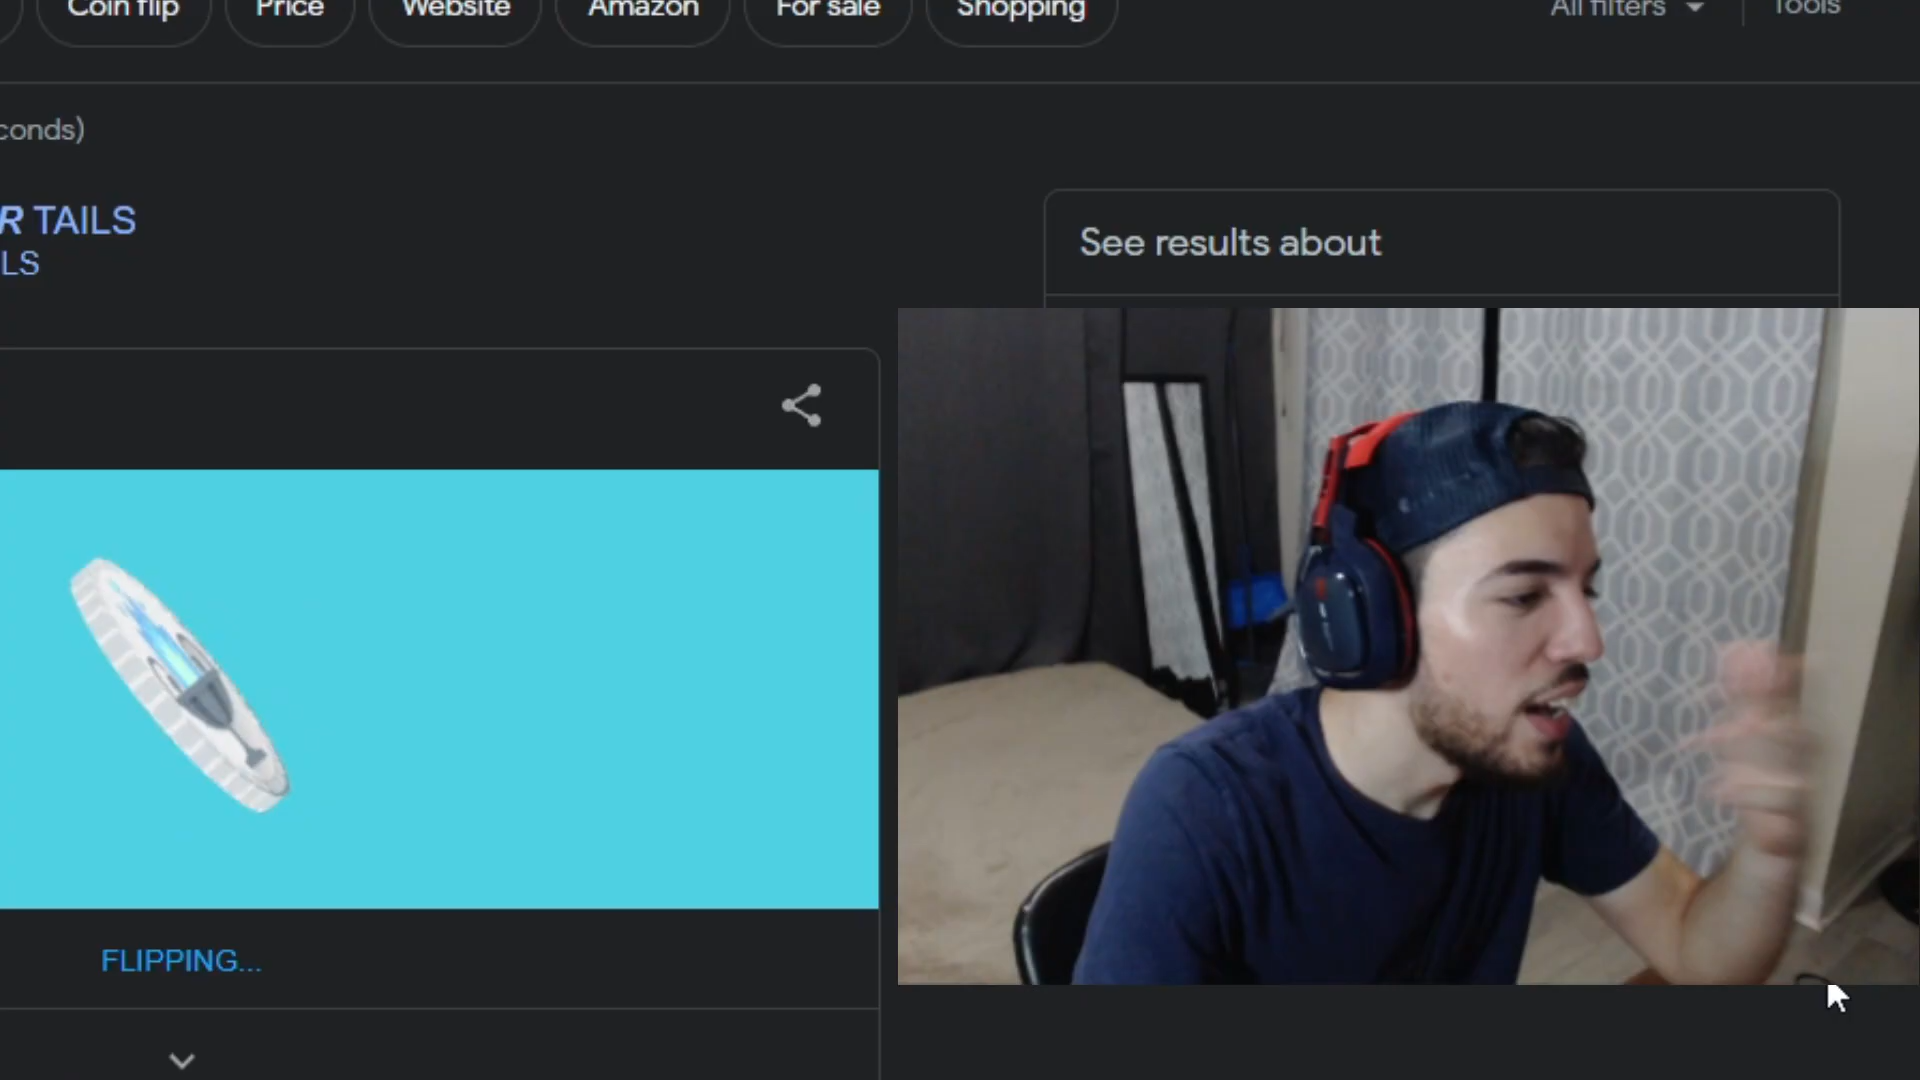 Coin flip
Price
Website
Amazon
For sale
Shopping
All filters
Tools
conds)
R TAILS
LS
See results about
FLIPPING...